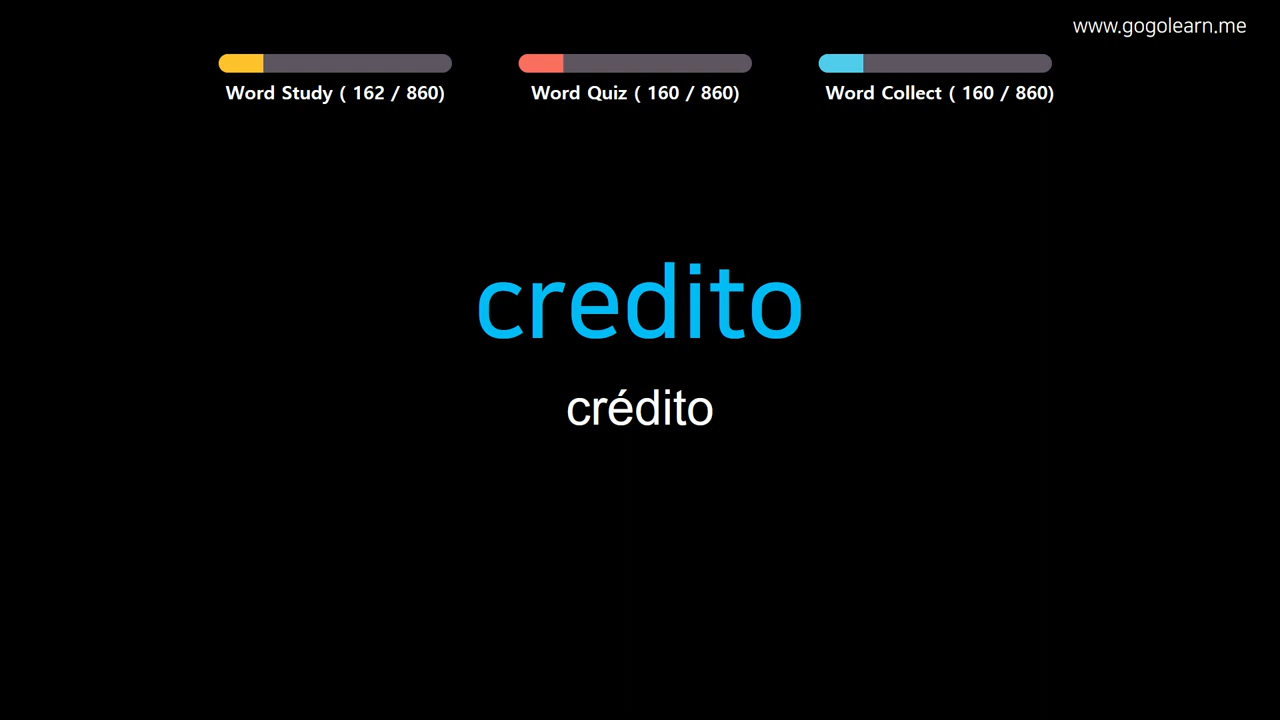 www.gogolearn.me
Word Study ( 162 / 860)
Word Quiz ( 160 / 860)
Word Collect ( 160 / 860)
credito
crédito